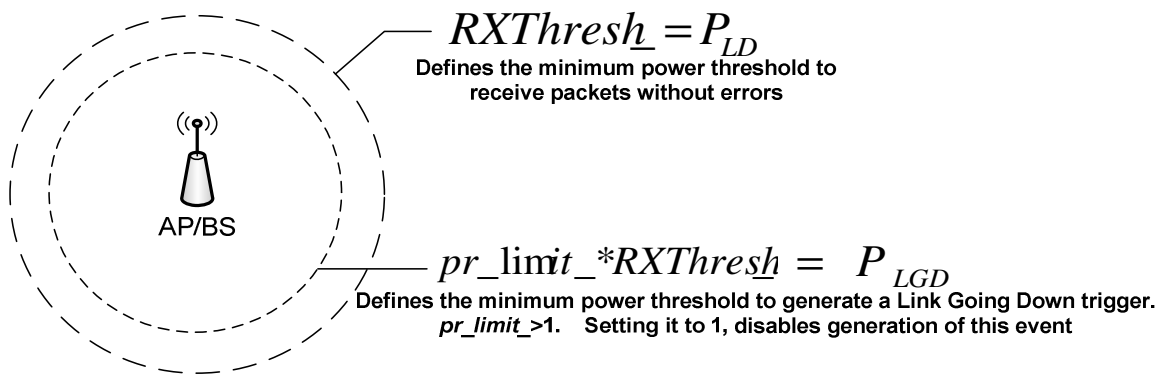 RXThresh_ = P_LD
Defines the minimum power threshold to
receive packets without errors
AP/BS
pr_limit_*RXThresh_ = P_LGD
Defines the minimum power threshold to generate a Link Going Down trigger.
pr_limit_>1. Setting it to 1, disables generation of this event